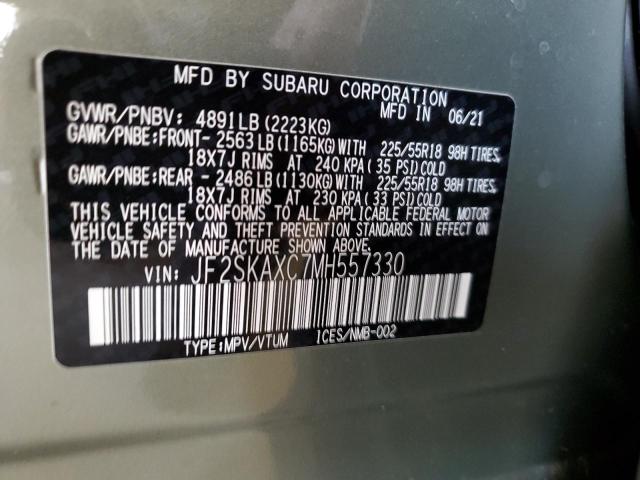 MFD BY SUBARU CORPORATION
MFD IN 06/21
GVWR/PNBV: 4891LB (2223KG)
GAWR/PNBE:FRONT- 2563LB (1165KG) WITH 225/55R18 98H TIRES,
18X7J RIMS AT 240 KPA (35 PSI) COLD
GAWR/PNBE:REAR - 2486LB (1130KG) WITH 225/55R18 98H TIRES,
18X7J RIMS AT 230 KPA (33 PSI) COLD
THIS VEHICLE CONFORMS TO ALL APPLICABLE FEDERAL MOTOR
VEHICLE SAFETY AND THEFT PREVENTION STANDARDS IN EFFECT
ON THE DATE OF MANUFACTURE SHOWN ABOVE.
VIN: JF2SKAXC7MH557330
TYPE:MPV/VTUM ICES/NMB-002